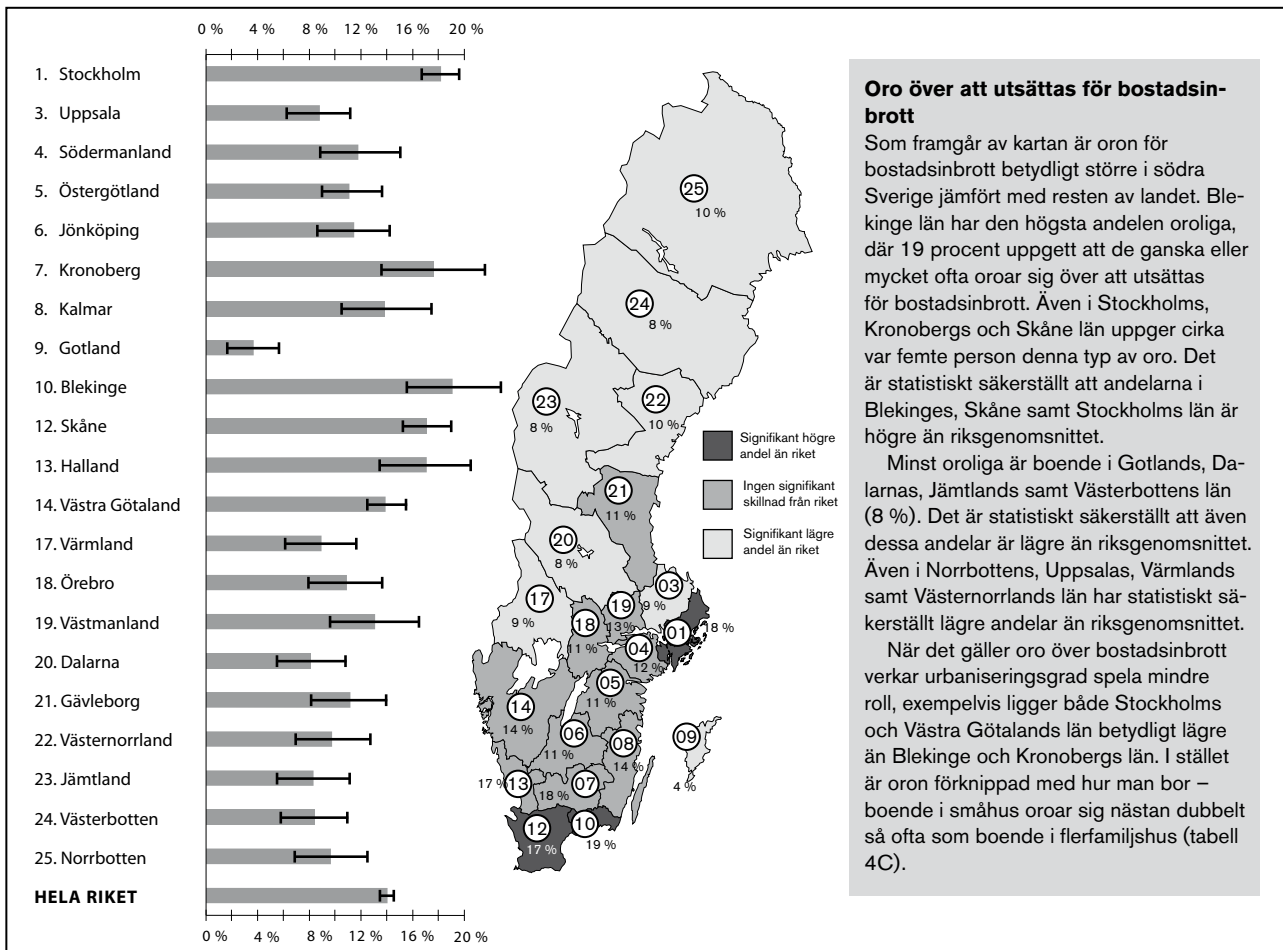 0 % 4 % 8 % 12 % 16 % 20 %
1. Stockholm
3. Uppsala
4. Södermanland
5. Östergötland
6. Jönköping
7. Kronoberg
8. Kalmar
9. Gotland
10. Blekinge
12. Skåne
13. Halland
14. Västra Götaland
17. Värmland
18. Örebro
19. Västmanland
20. Dalarna
21. Gävleborg
22. Västernorrland
23. Jämtland
24. Västerbotten
25. Norrbotten
HELA RIKET
0 % 4 % 8 % 12 % 16 % 20 %
25
10 %
24
8 %
23
8 %
22
10 %
21
11 %
20
8 %
03
9 %
17
9 %
19
13%
18
11 %
01
18 %
04
12 %
05
11 %
14
14 %
06
11 %
08
14 %
09
4 %
13
17 %
07
18 %
12
17 %
10
19 %
Signifikant högre
andel än riket
Ingen signifikant
skillnad från riket
Signifikant lägre
andel än riket
Oro över att utsättas för bostadsin-
brott
Som framgår av kartan är oron för
bostadsinbrott betydligt större i södra
Sverige jämfört med resten av landet. Ble-
kinge län har den högsta andelen oroliga,
där 19 procent uppgett att de ganska eller
mycket ofta oroar sig över att utsättas
för bostadsinbrott. Även i Stockholms,
Kronobergs och Skåne län uppger cirka
var femte person denna typ av oro. Det
är statistiskt säkerställt att andelarna i
Blekinges, Skåne samt Stockholms län är
högre än riksgenomsnittet.
Minst oroliga är boende i Gotlands, Da-
larnas, Jämtlands samt Västerbottens län
(8 %). Det är statistiskt säkerställt att även
dessa andelar är lägre än riksgenomsnittet.
Även i Norrbottens, Uppsalas, Värmlands
samt Västernorrlands län har statistiskt sä-
kerställt lägre andelar än riksgenomsnittet.
När det gäller oro över bostadsinbrott
verkar urbaniseringsgrad spela mindre
roll, exempelvis ligger både Stockholms
och Västra Götalands län betydligt lägre
än Blekinge och Kronobergs län. I stället
är oron förknippad med hur man bor –
boende i småhus oroar sig nästan dubbelt
så ofta som boende i flerfamiljshus (tabell
4C).